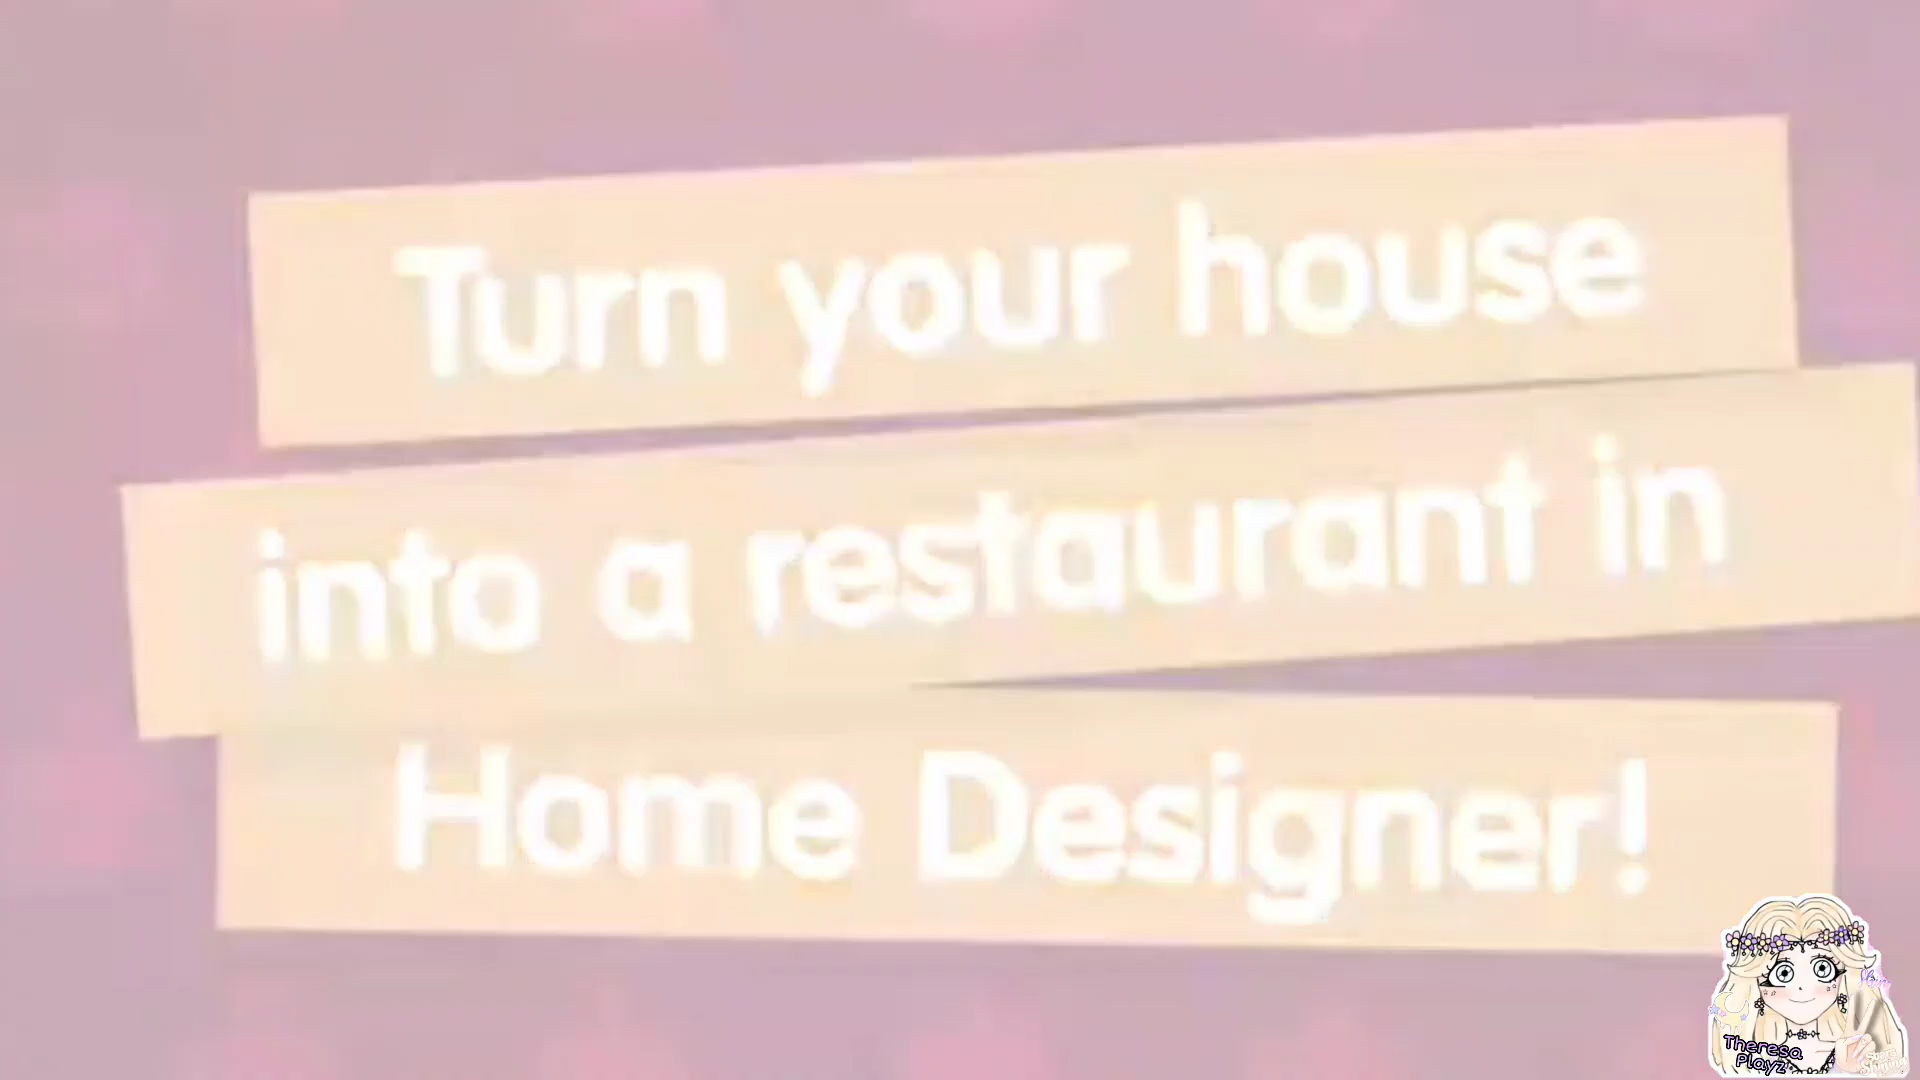 Turn your house
into a restaurant in
Home Designer!
Theresa
Playz